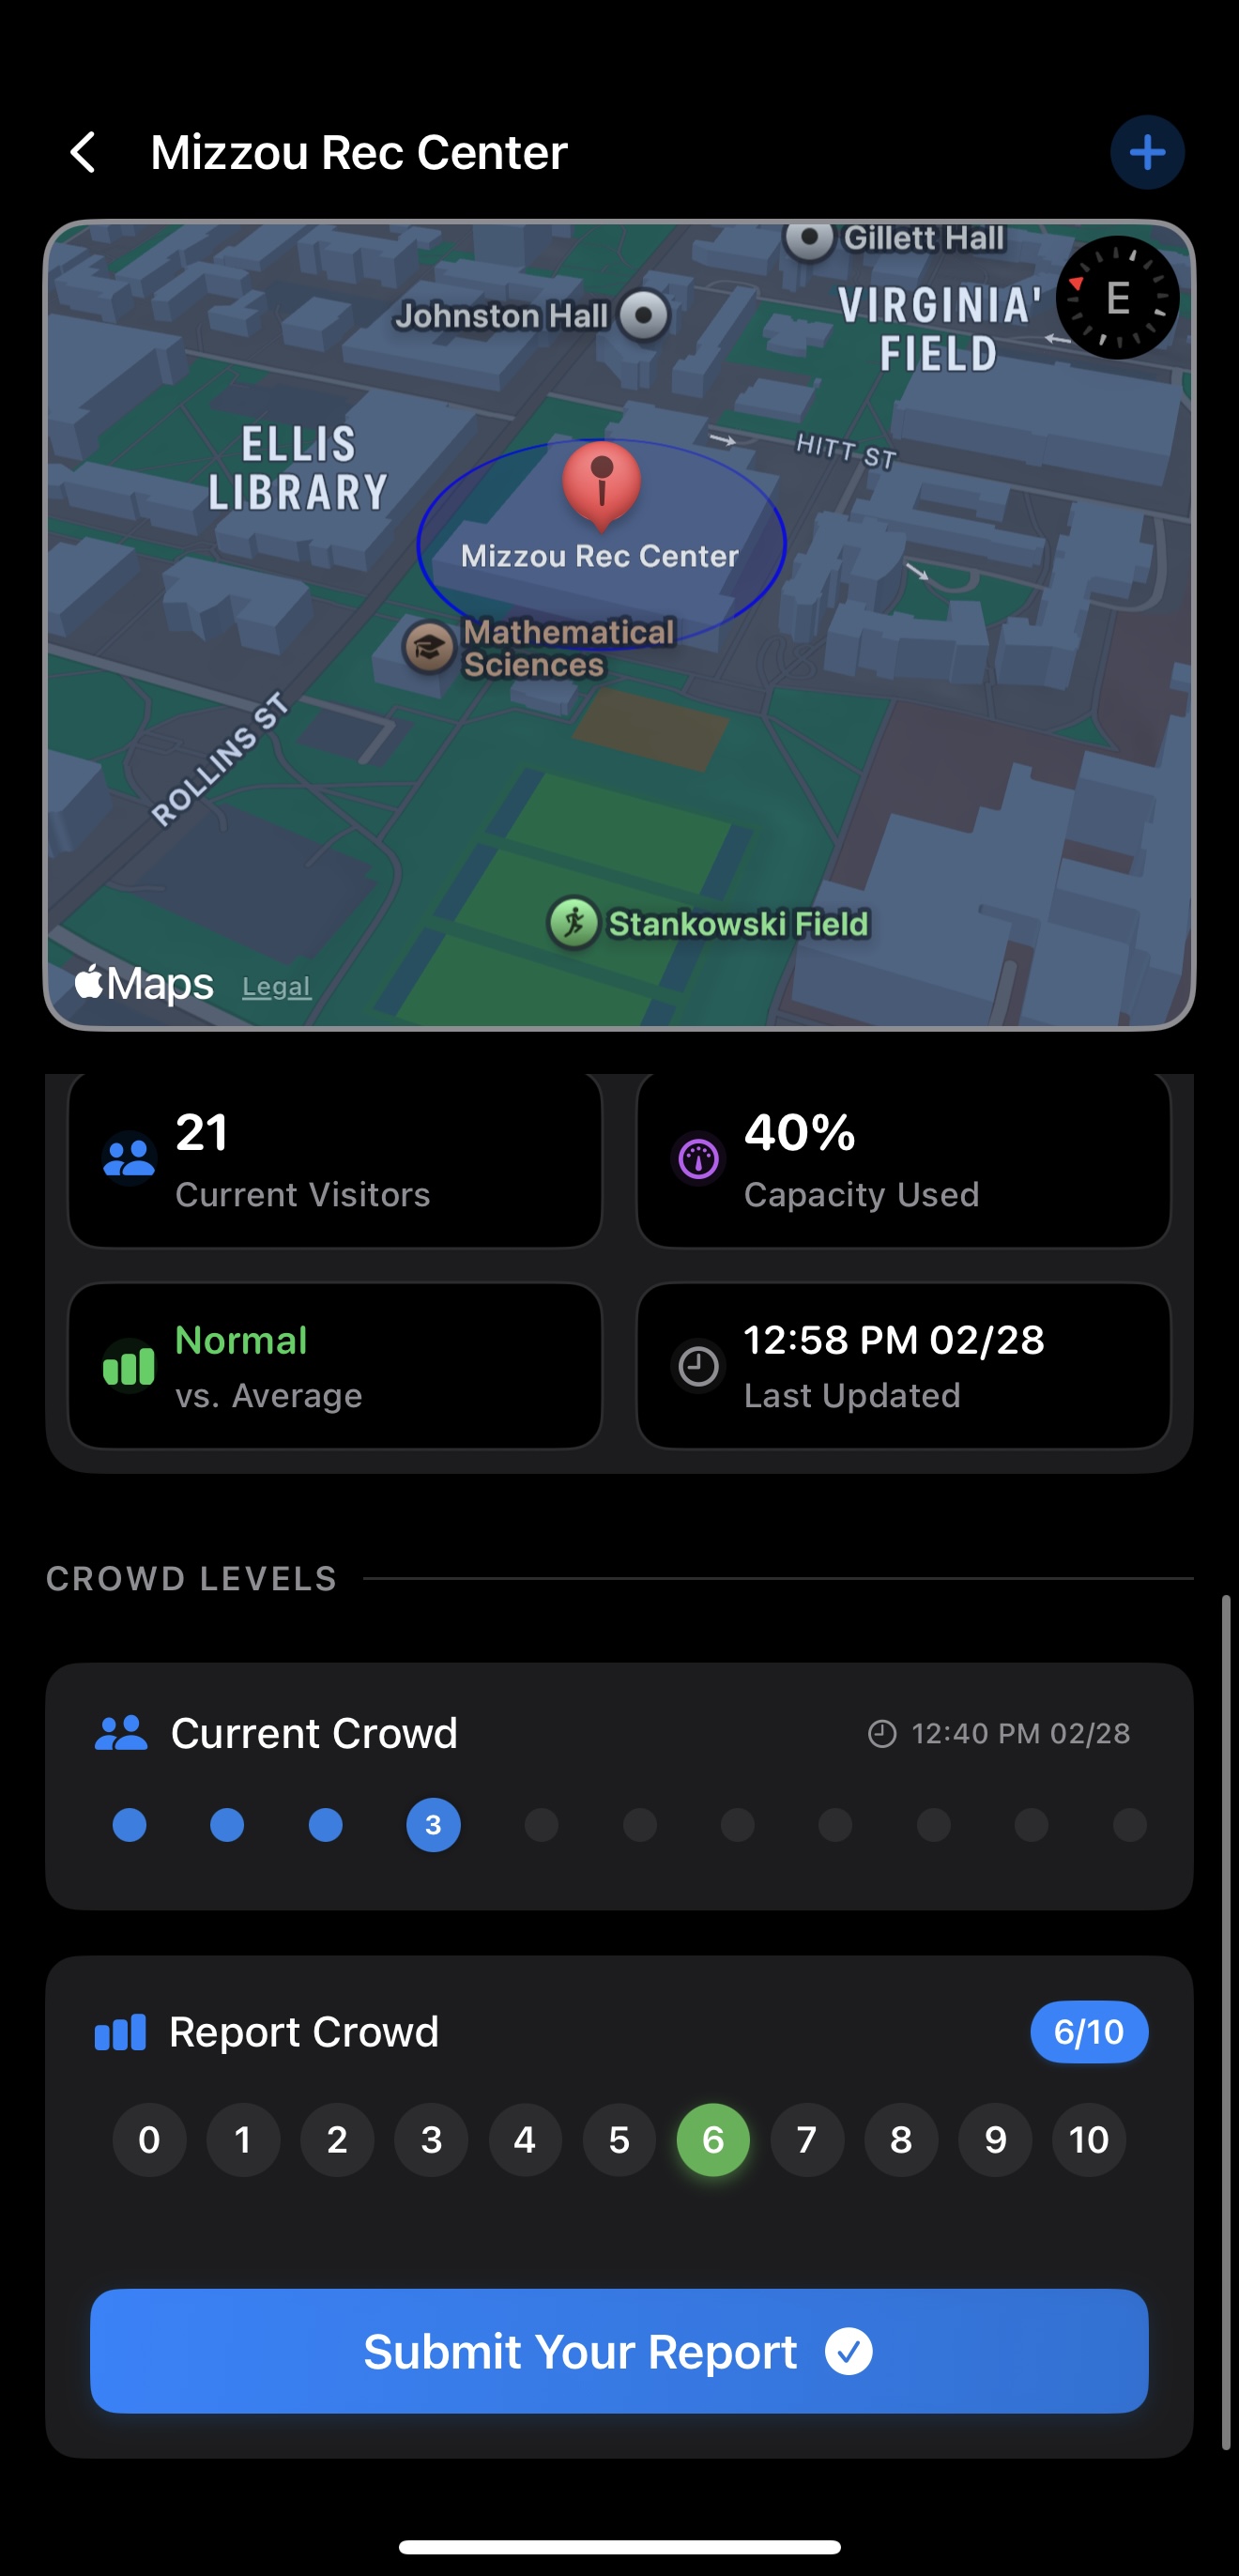 Mizzou Rec Center
Gillett Hall
Johnston Hall
VIRGINIA'
FIELD
E
ELLIS
LIBRARY
HITT ST
Mizzou Rec Center
Mathematical
Sciences
ROLLINS ST
Stankowski Field
Maps Legal
21
Current Visitors
40%
Capacity Used
Normal
vs. Average
12:58 PM 02/28
Last Updated
CROWD LEVELS
Current Crowd
12:40 PM 02/28
3
Report Crowd
6/10
0 1 2 3 4 5 6 7 8 9 10
Submit Your Report